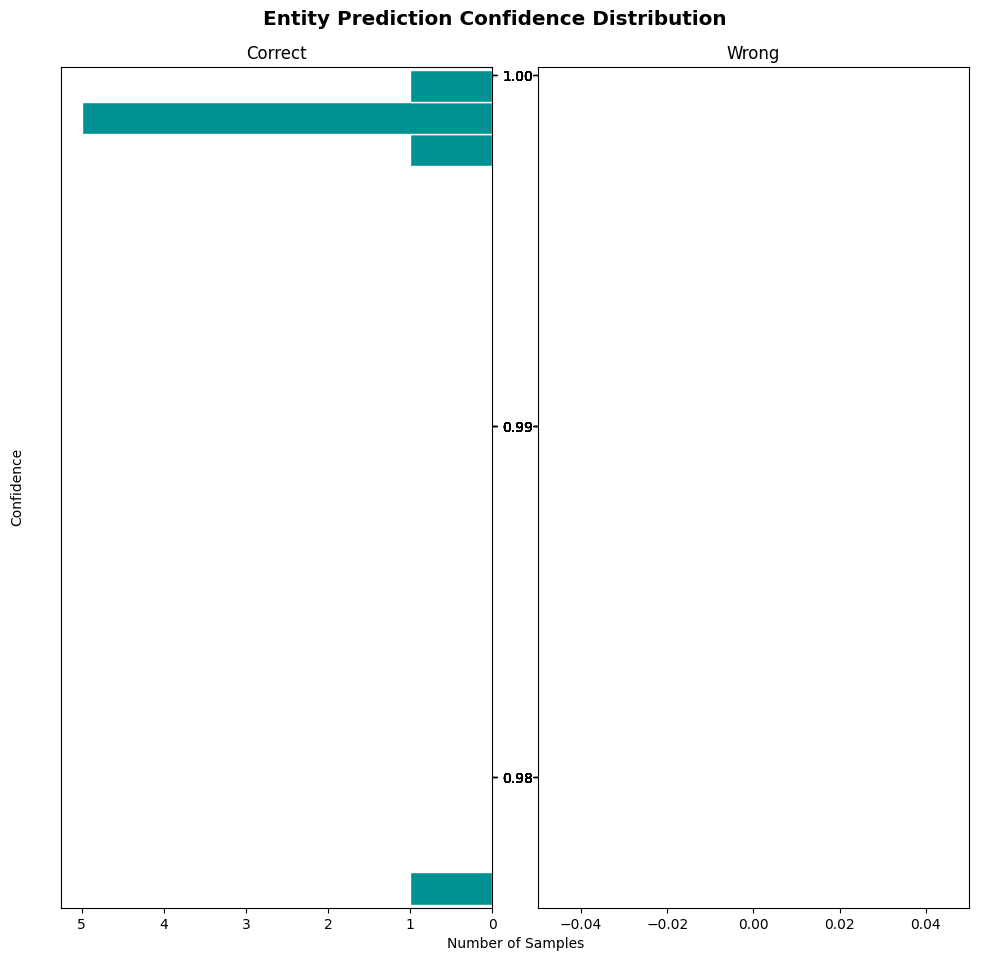 Entity Prediction Confidence Distribution
Correct
Wrong
1.00
0.99
0.98
Confidence
5 4 3 2 1 0
−0.04 −0.02 0.00 0.02 0.04
Number of Samples